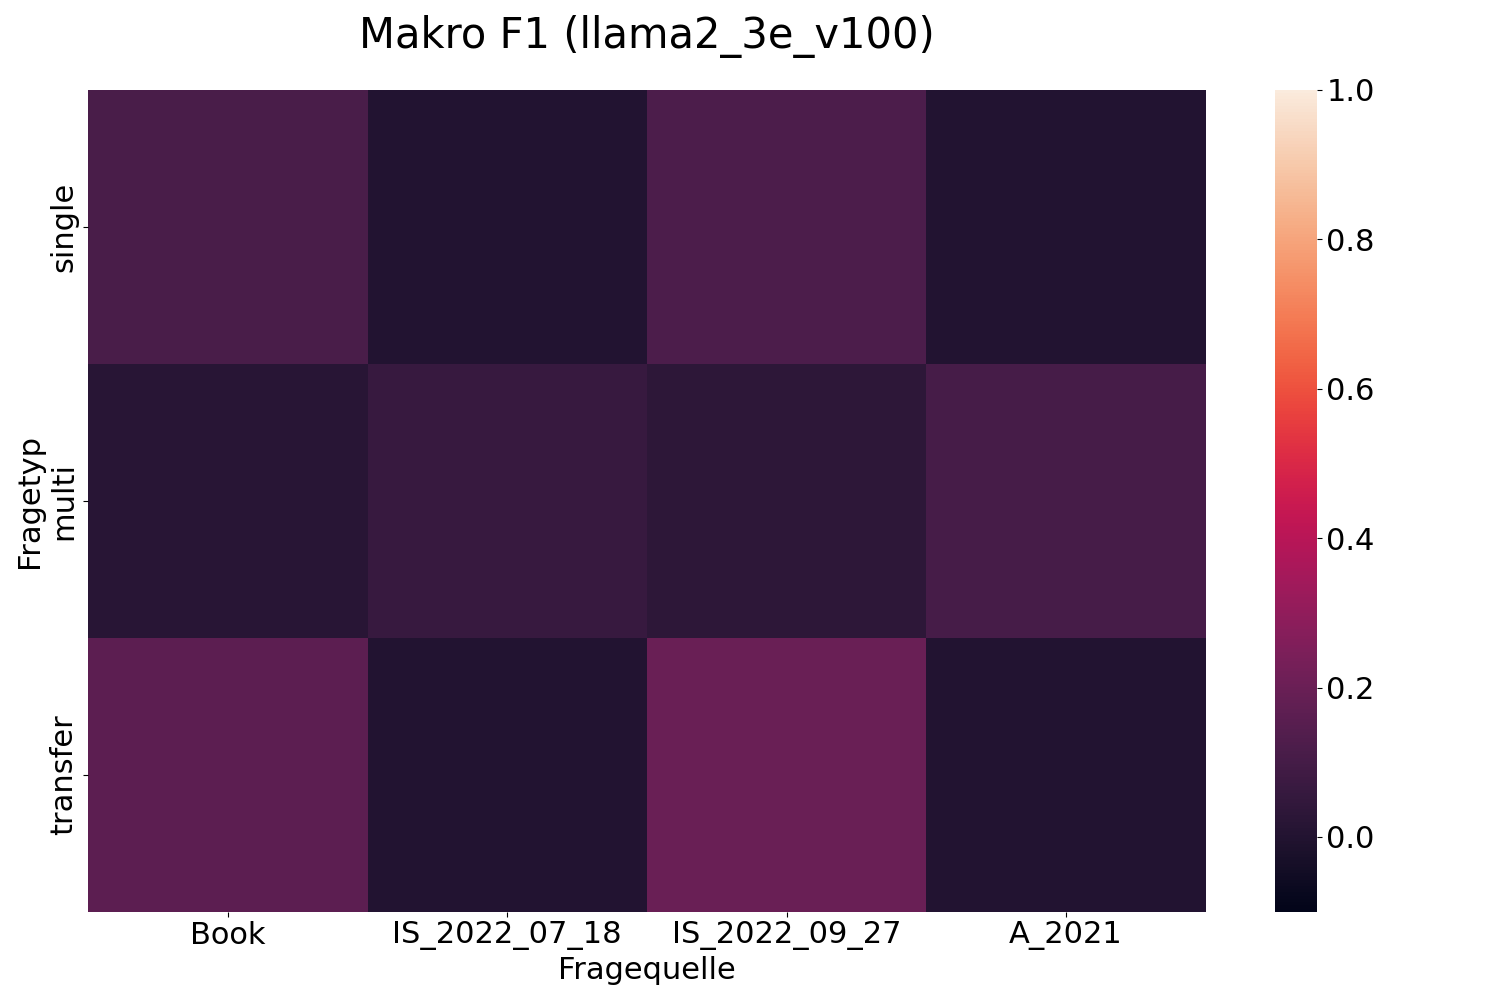 Makro F1 (llama2_3e_v100)
Fragetyp
single
multi
transfer
Book
IS_2022_07_18
IS_2022_09_27
A_2021
Fragequelle
1.0
0.8
0.6
0.4
0.2
0.0